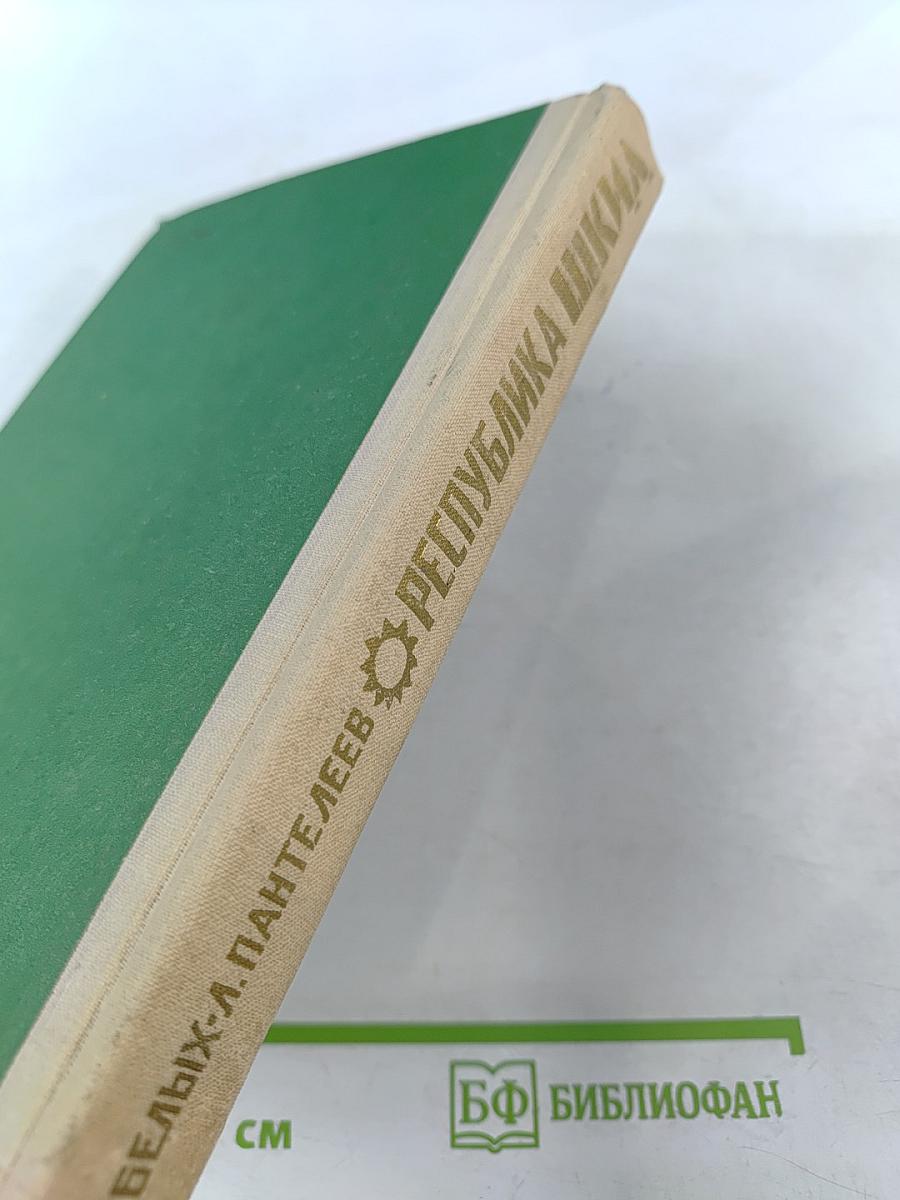 БЕЛЫХ·Л. ПАНТЕЛЕЕВ РЕСПУБЛИКА ШКИД
см
БФ БИБЛИОФАН